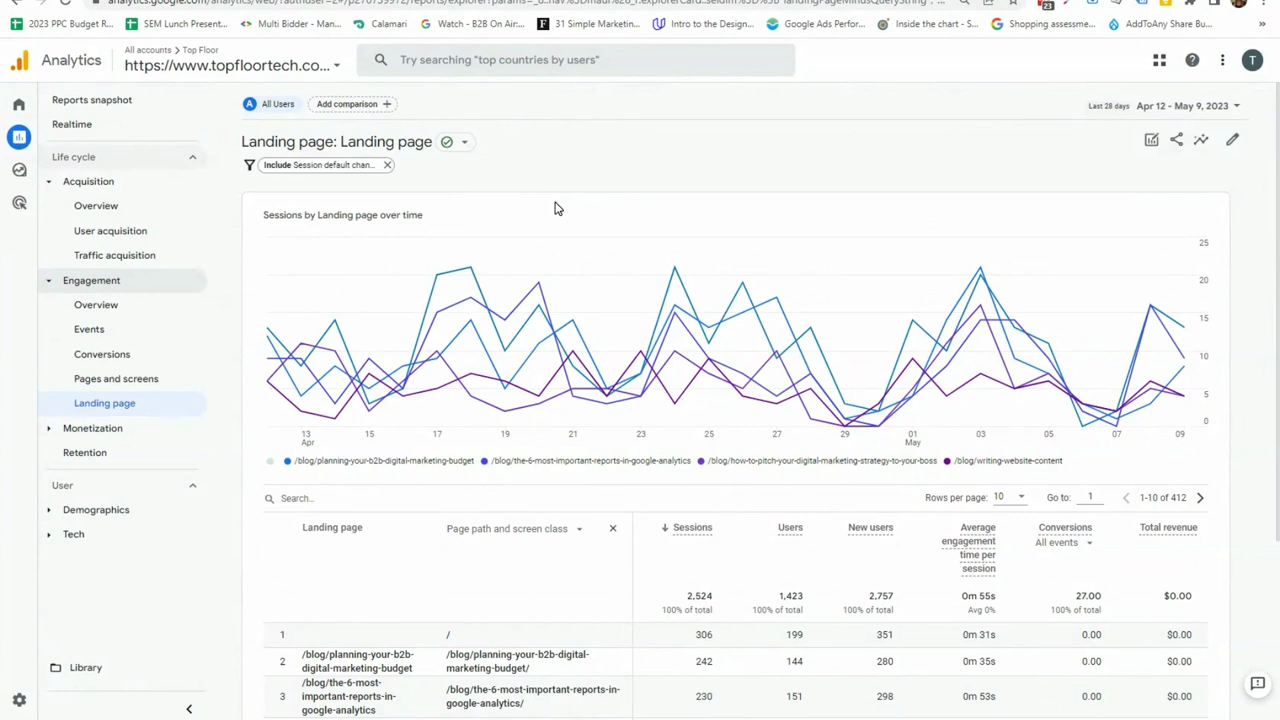 2023 PPC Budget R...
SEM Lunch Present...
Multi Bidder - Man...
Calamari
Watch - B2B On Air,...
31 Simple Marketin...
Intro to the Design...
Google Ads Perfor...
Inside the chart - S...
Shopping assessme...
AddToAny Share Bu...
»
Analytics
All accounts > Top Floor
https://www.topfloortech.co...
Try searching "top countries by users"
T
Reports snapshot
Realtime
Life cycle
Acquisition
Overview
User acquisition
Traffic acquisition
Engagement
Overview
Events
Conversions
Pages and screens
Landing page
Monetization
Retention
User
Demographics
Tech
Library
A All Users
Add comparison +
Last 28 days Apr 12 - May 9, 2023
Landing page: Landing page
Include Session default chan...
Sessions by Landing page over time
25
20
15
10
5
0
13 Apr
15
17
19
21
23
25
27
29
01 May
03
05
07
09
/blog/planning-your-b2b-digital-marketing-budget
/blog/the-6-most-important-reports-in-google-analytics
/blog/how-to-pitch-your-digital-marketing-strategy-to-your-boss
/blog/writing-website-content
Search...
Rows per page: 10
Go to: 1
1-10 of 412
Landing page
Page path and screen class
Sessions
Users
New users
Average engagement time per session
Conversions
All events
Total revenue
2,524
1,423
2,757
0m 55s
27.00
$0.00
100% of total
100% of total
100% of total
Avg 0%
100% of total
1 / 306 199 351 0m 31s 0.00 $0.00
2 /blog/planning-your-b2b-digital-marketing-budget /blog/planning-your-b2b-digital-marketing-budget/ 242 144 280 0m 35s 0.00 $0.00
3 /blog/the-6-most-important-reports-in-google-analytics /blog/the-6-most-important-reports-in-google-analytics/ 230 151 298 0m 53s 0.00 $0.00